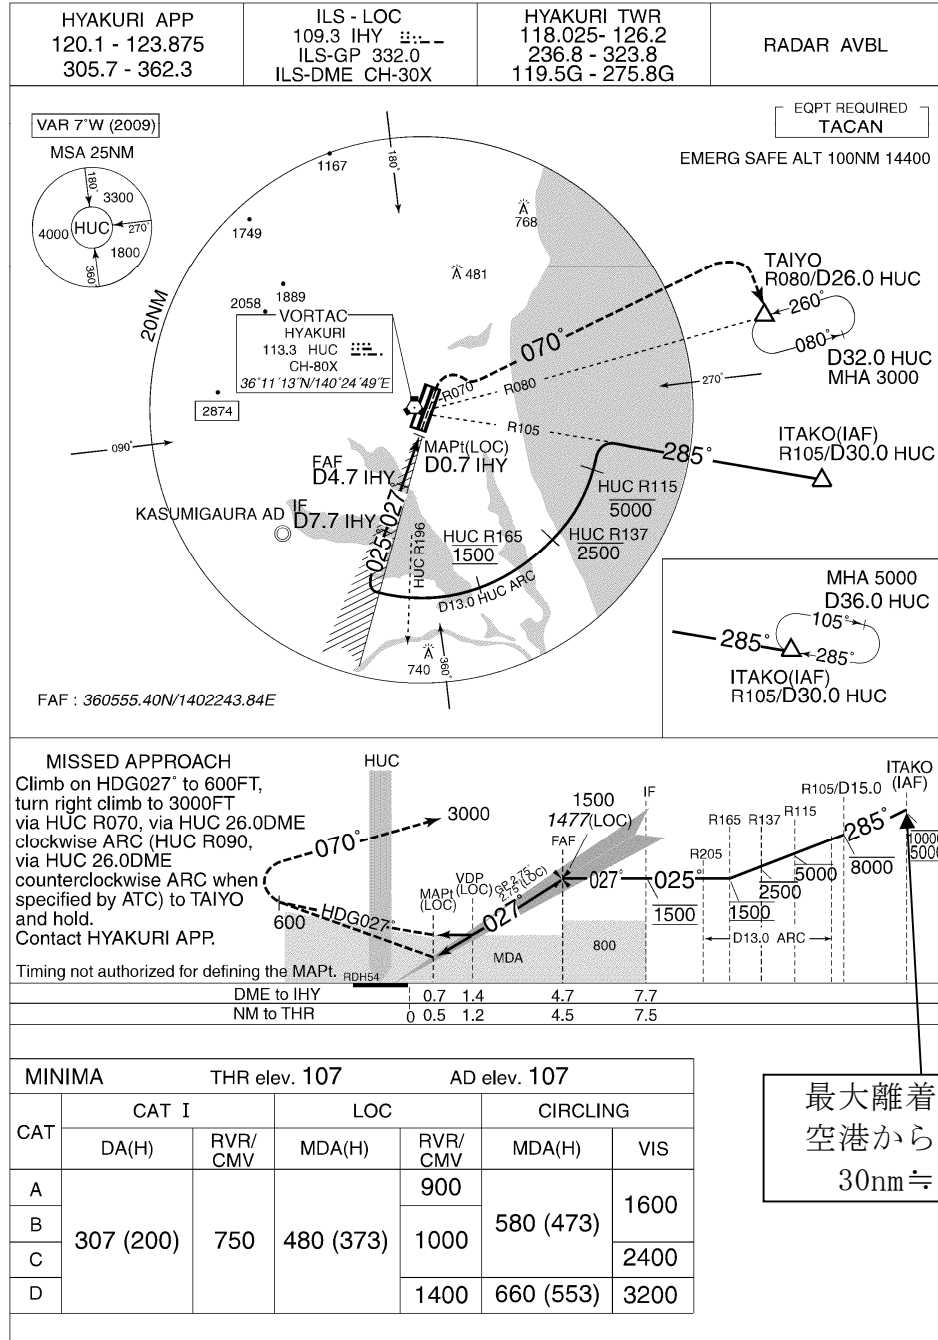 HYAKURI APP
120.1 - 123.875
305.7 - 362.3
ILS - LOC
109.3 IHY
ILS-GP 332.0
ILS-DME CH-30X
HYAKURI TWR
118.025- 126.2
236.8 - 323.8
119.5G - 275.8G
RADAR AVBL
VAR 7°W (2009)
MSA 25NM
180°
3300
HUC
270°
4000
1800
360°
EQPT REQUIRED
TACAN
EMERG SAFE ALT 100NM 14400
1167
180°
1749
768
481
1889
2058
20NM
VORTAC
HYAKURI
113.3 HUC
CH-80X
36°11´13″N/140°24´49″E
2874
090°
TAIYO
R080/D26.0 HUC
260°
080°
D32.0 HUC
MHA 3000
070°
R070
R080
270°
R105
285°
ITAKO(IAF)
R105/D30.0 HUC
MAPt(LOC)
D0.7 IHY
FAF
D4.7 IHY
IF
D7.7 IHY
KASUMIGAURA AD
025°
027°
HUC R196
HUC R165
1500
HUC R115
5000
HUC R137
2500
D13.0 HUC ARC
740
360°
MHA 5000
D36.0 HUC
105°
285°
285°
ITAKO(IAF)
R105/D30.0 HUC
FAF : 360555.40N/1402243.84E
MISSED APPROACH
Climb on HDG027° to 600FT,
turn right climb to 3000FT
via HUC R070, via HUC 26.0DME
clockwise ARC (HUC R090,
via HUC 26.0DME
counterclockwise ARC when
specified by ATC) to TAIYO
and hold.
Contact HYAKURI APP.
Timing not authorized for defining the MAPt.
HUC
070°
3000
HDG027°
600
RDH54
MAPt
(LOC)
VDP
(LOC)
GP 2.75°
2.75°(LOC)
027
1500
1477(LOC)
FAF
IF
027°
025°
MDA
800
1500
R205
R165
R137
R115
R105/D15.0
ITAKO
(IAF)
285°
1500
2500
5000
8000
10000
5000
D13.0 ARC
DME to IHY 0.7 1.4 4.7 7.7
NM to THR 0 0.5 1.2 4.5 7.5
MINIMA THR elev. 107 AD elev. 107
CAT CAT I LOC CIRCLING
DA(H) RVR/CMV MDA(H) RVR/CMV MDA(H) VIS
A 307 (200) 750 480 (373) 900 580 (473) 1600
B 1000
C 2400
D 1400 660 (553) 3200
最大離着
空港から
30nm≒